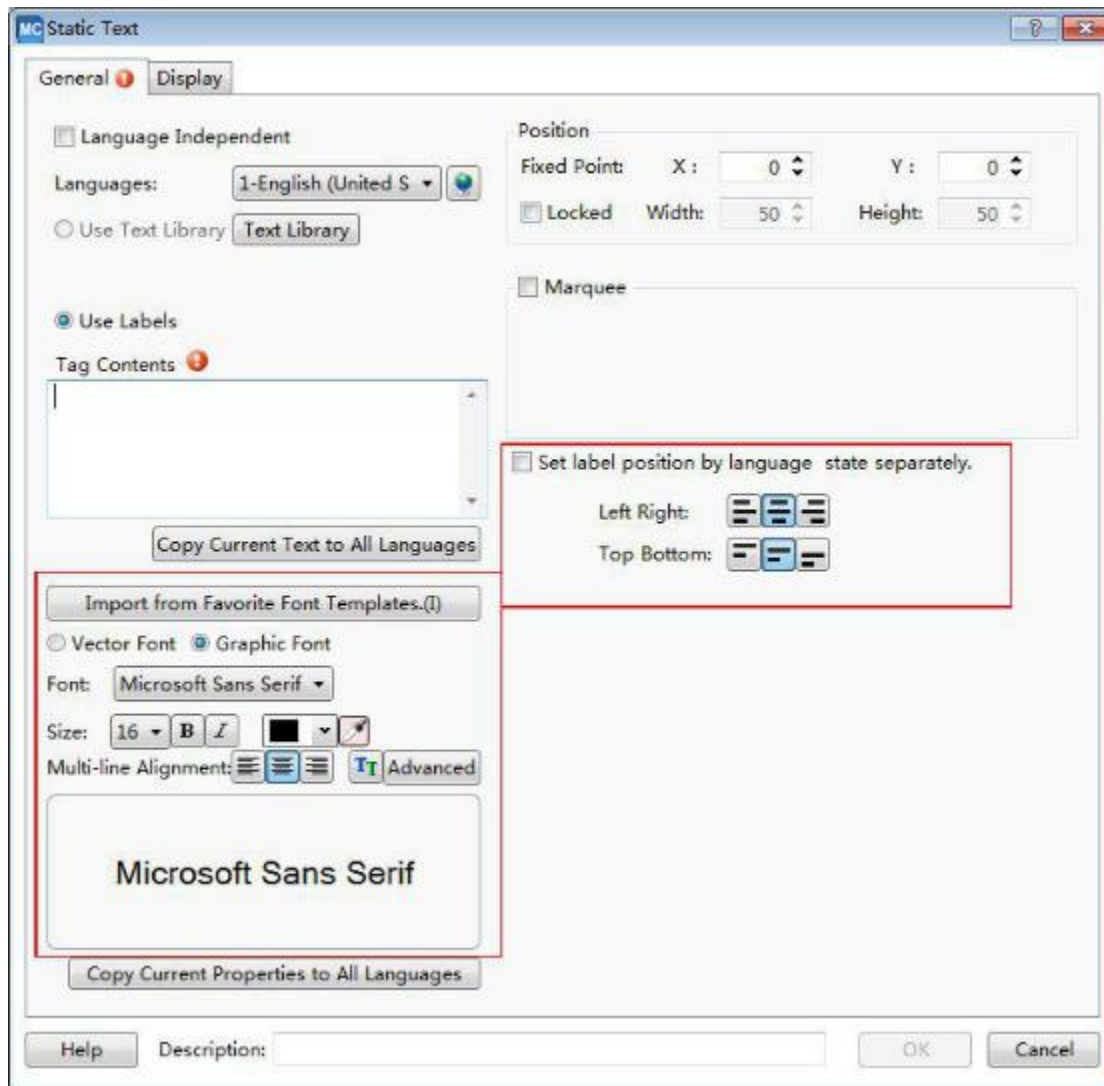 MC Static Text
General Display
Language Independent
Languages: 1-English (United S
Use Text Library Text Library
Use Labels
Tag Contents
Copy Current Text to All Languages
Import from Favorite Font Templates.(I)
Vector Font Graphic Font
Font: Microsoft Sans Serif
Size: 16 B I
Multi-line Alignment: TT Advanced
Microsoft Sans Serif
Copy Current Properties to All Languages
Position
Fixed Point: X : 0 Y : 0
Locked Width: 50 Height: 50
Marquee
Set label position by language state separately.
Left Right:
Top Bottom:
Help Description: OK Cancel